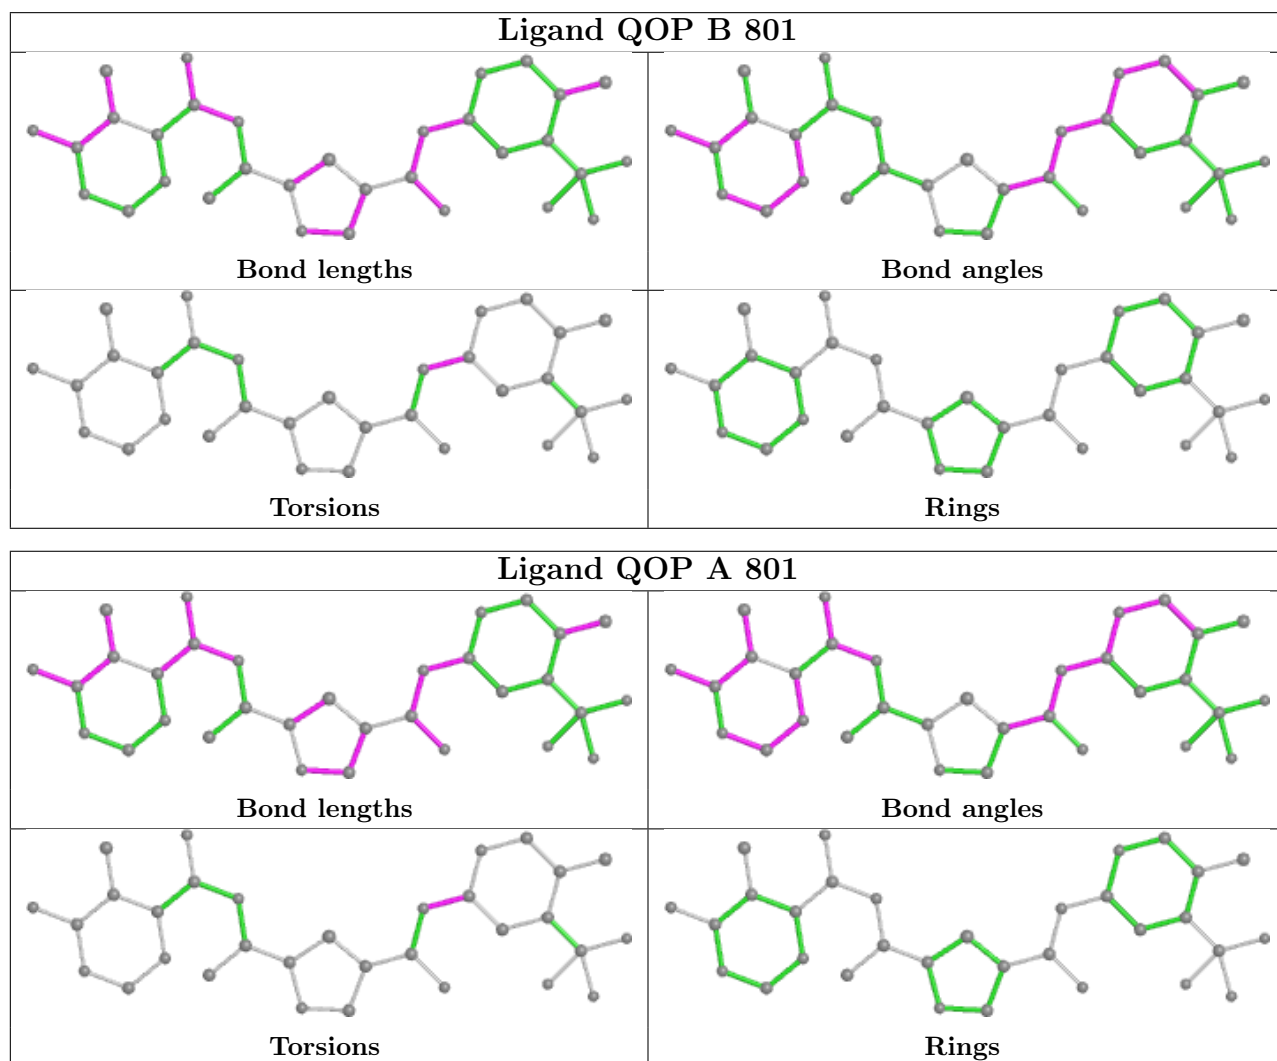 Ligand QOP B 801
Bond lengths
Bond angles
Torsions
Rings
Ligand QOP A 801
Bond lengths
Bond angles
Torsions
Rings